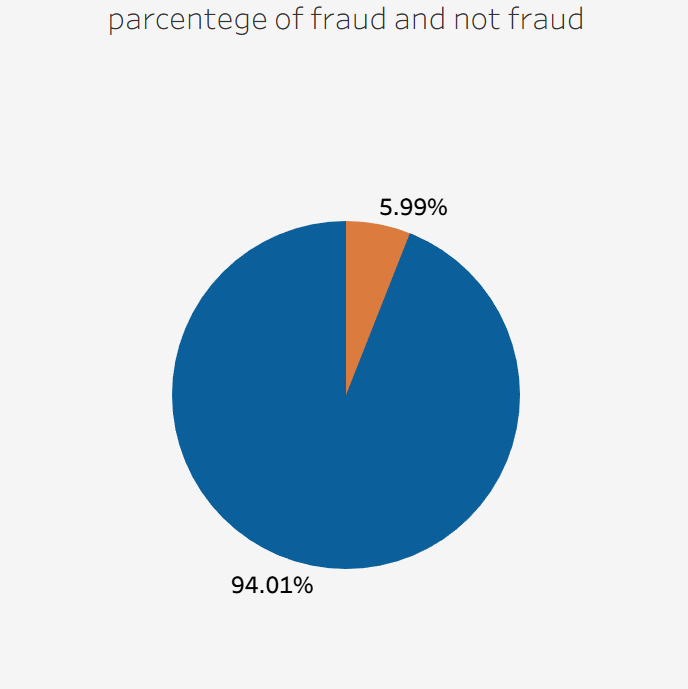 parcentege of fraud and not fraud
5.99%
94.01%